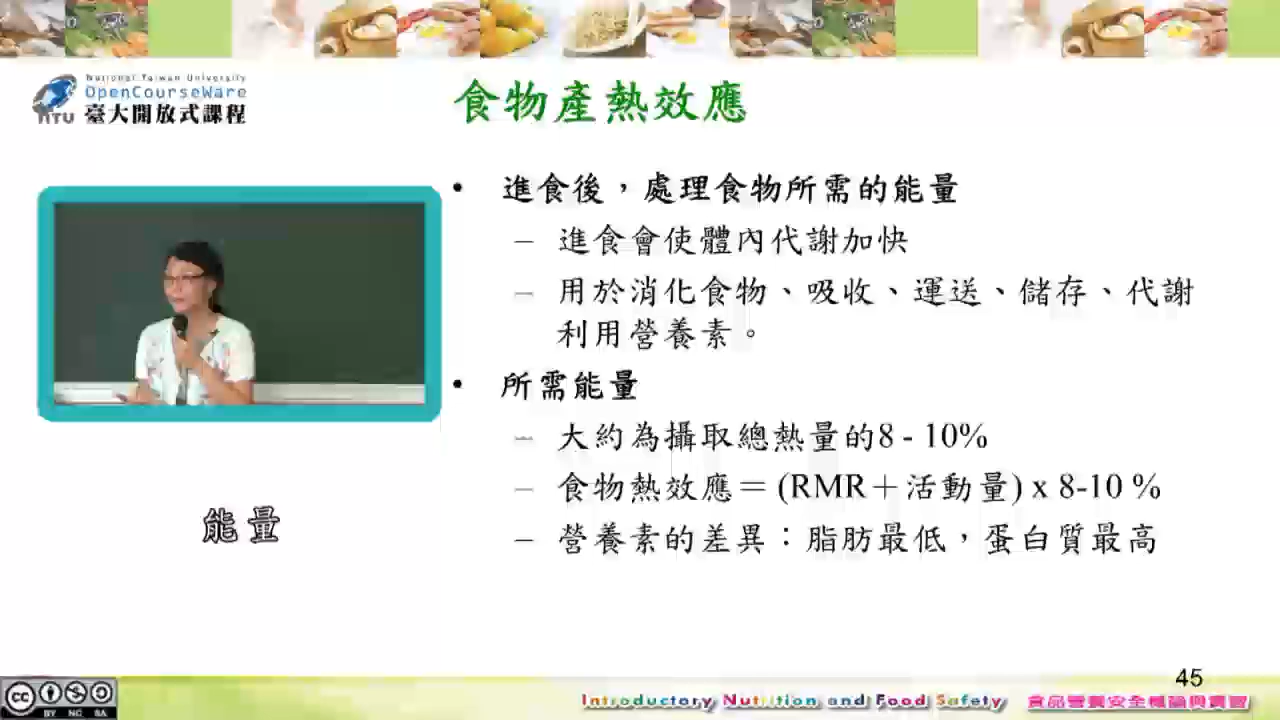 National Taiwan University
OpenCourseWare
NTU 臺大開放式課程
食物產熱效應
• 進食後，處理食物所需的能量
– 進食會使體內代謝加快
– 用於消化食物、吸收、運送、儲存、代謝
利用營養素。
• 所需能量
– 大約為攝取總熱量的8 - 10%
– 食物熱效應＝(RMR＋活動量) x 8-10 %
– 營養素的差異：脂肪最低，蛋白質最高
能量
45
cc BY NC SA
Introductory Nutrition and Food Safety 食品營養安全概論與實習